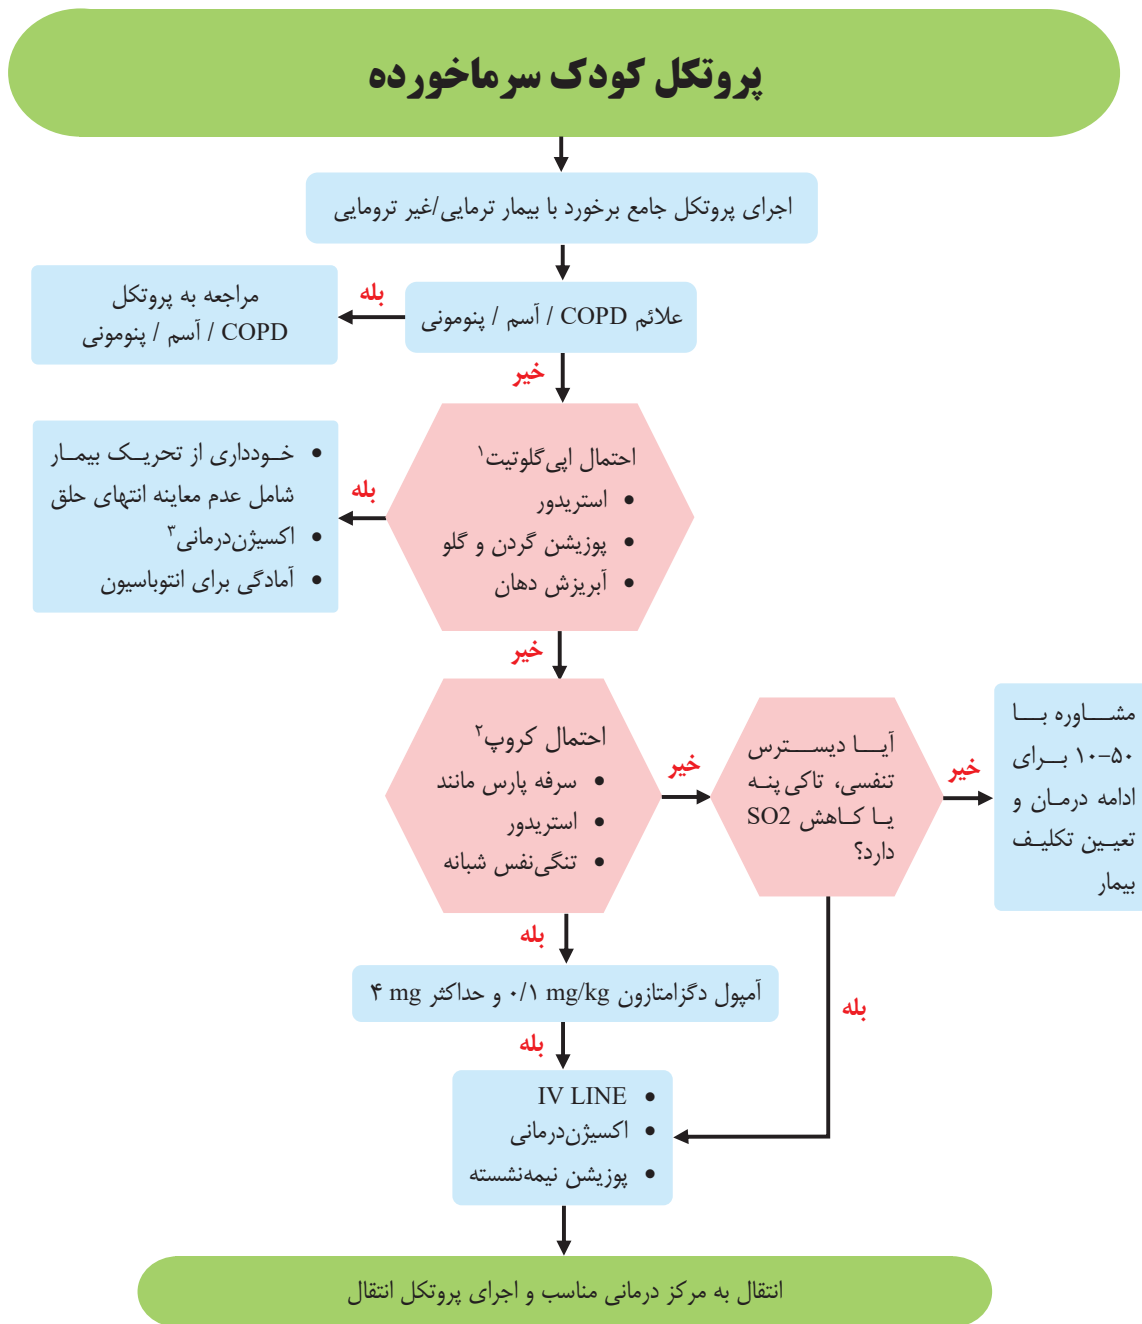 پروتکل کودک سرماخورده
اجرای پروتکل جامع برخورد با بیمار ترمایی/غیر ترومایی
علائم COPD / آسم / پنومونی
بله
مراجعه به پروتکل
COPD / آسم / پنومونی
خیر
احتمال اپی‌گلوتیت۱
• استریدور
• پوزیشن گردن و گلو
• آبریزش دهان
بله
• خودداری از تحریک بیمار
شامل عدم معاینه انتهای حلق
• اکسیژن‌درمانی۳
• آمادگی برای انتوباسیون
خیر
احتمال کروپ۲
• سرفه پارس مانند
• استریدور
• تنگی‌نفس شبانه
خیر
آیا دیسترس
تنفسی، تاکی‌پنه
یا کاهش SO2
دارد؟
خیر
مشاوره با
۱۰-۵۰ برای
ادامه درمان و
تعیین تکلیف
بیمار
بله
آمپول دگزامتازون ۰/۱ mg/kg و حداکثر ۴ mg
بله
بله
• IV LINE
• اکسیژن‌درمانی
• پوزیشن نیمه‌نشسته
انتقال به مرکز درمانی مناسب و اجرای پروتکل انتقال